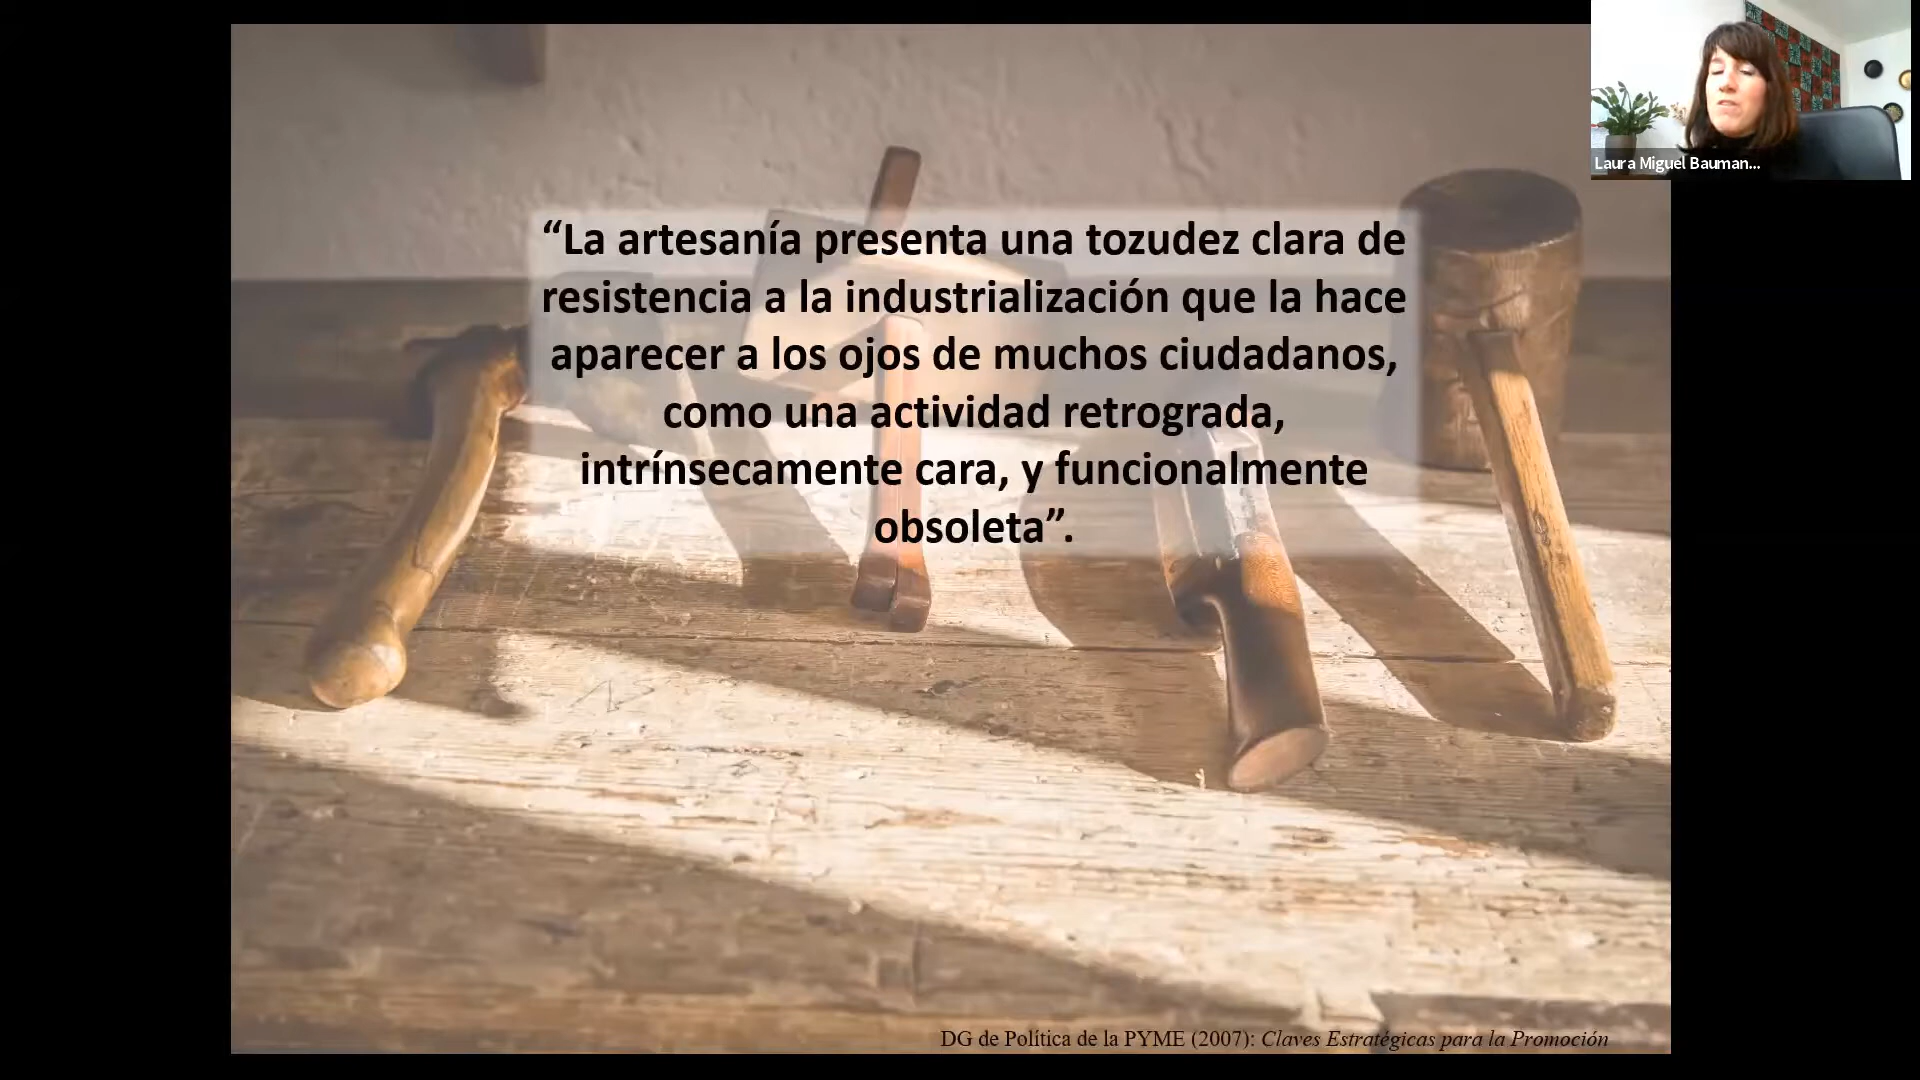 Laura Miguel Bauman...
“La artesanía presenta una tozudez clara de
resistencia a la industrialización que la hace
aparecer a los ojos de muchos ciudadanos,
como una actividad retrograda,
intrínsecamente cara, y funcionalmente
obsoleta”.
DG de Política de la PYME (2007): Claves Estratégicas para la Promoción